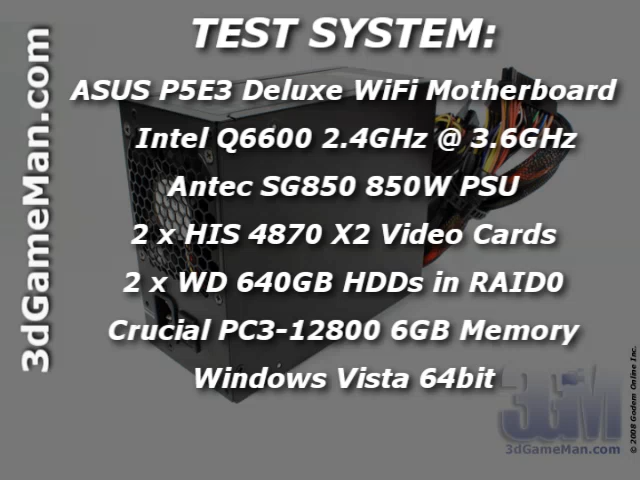 TEST SYSTEM:
ASUS P5E3 Deluxe WiFi Motherboard
Intel Q6600 2.4GHz @ 3.6GHz
Antec SG850 850W PSU
2 x HIS 4870 X2 Video Cards
2 x WD 640GB HDDs in RAID0
Crucial PC3-12800 6GB Memory
Windows Vista 64bit
3dGameMan.com
3GM
3dGameMan.com
© 2008 Godem Online Inc.